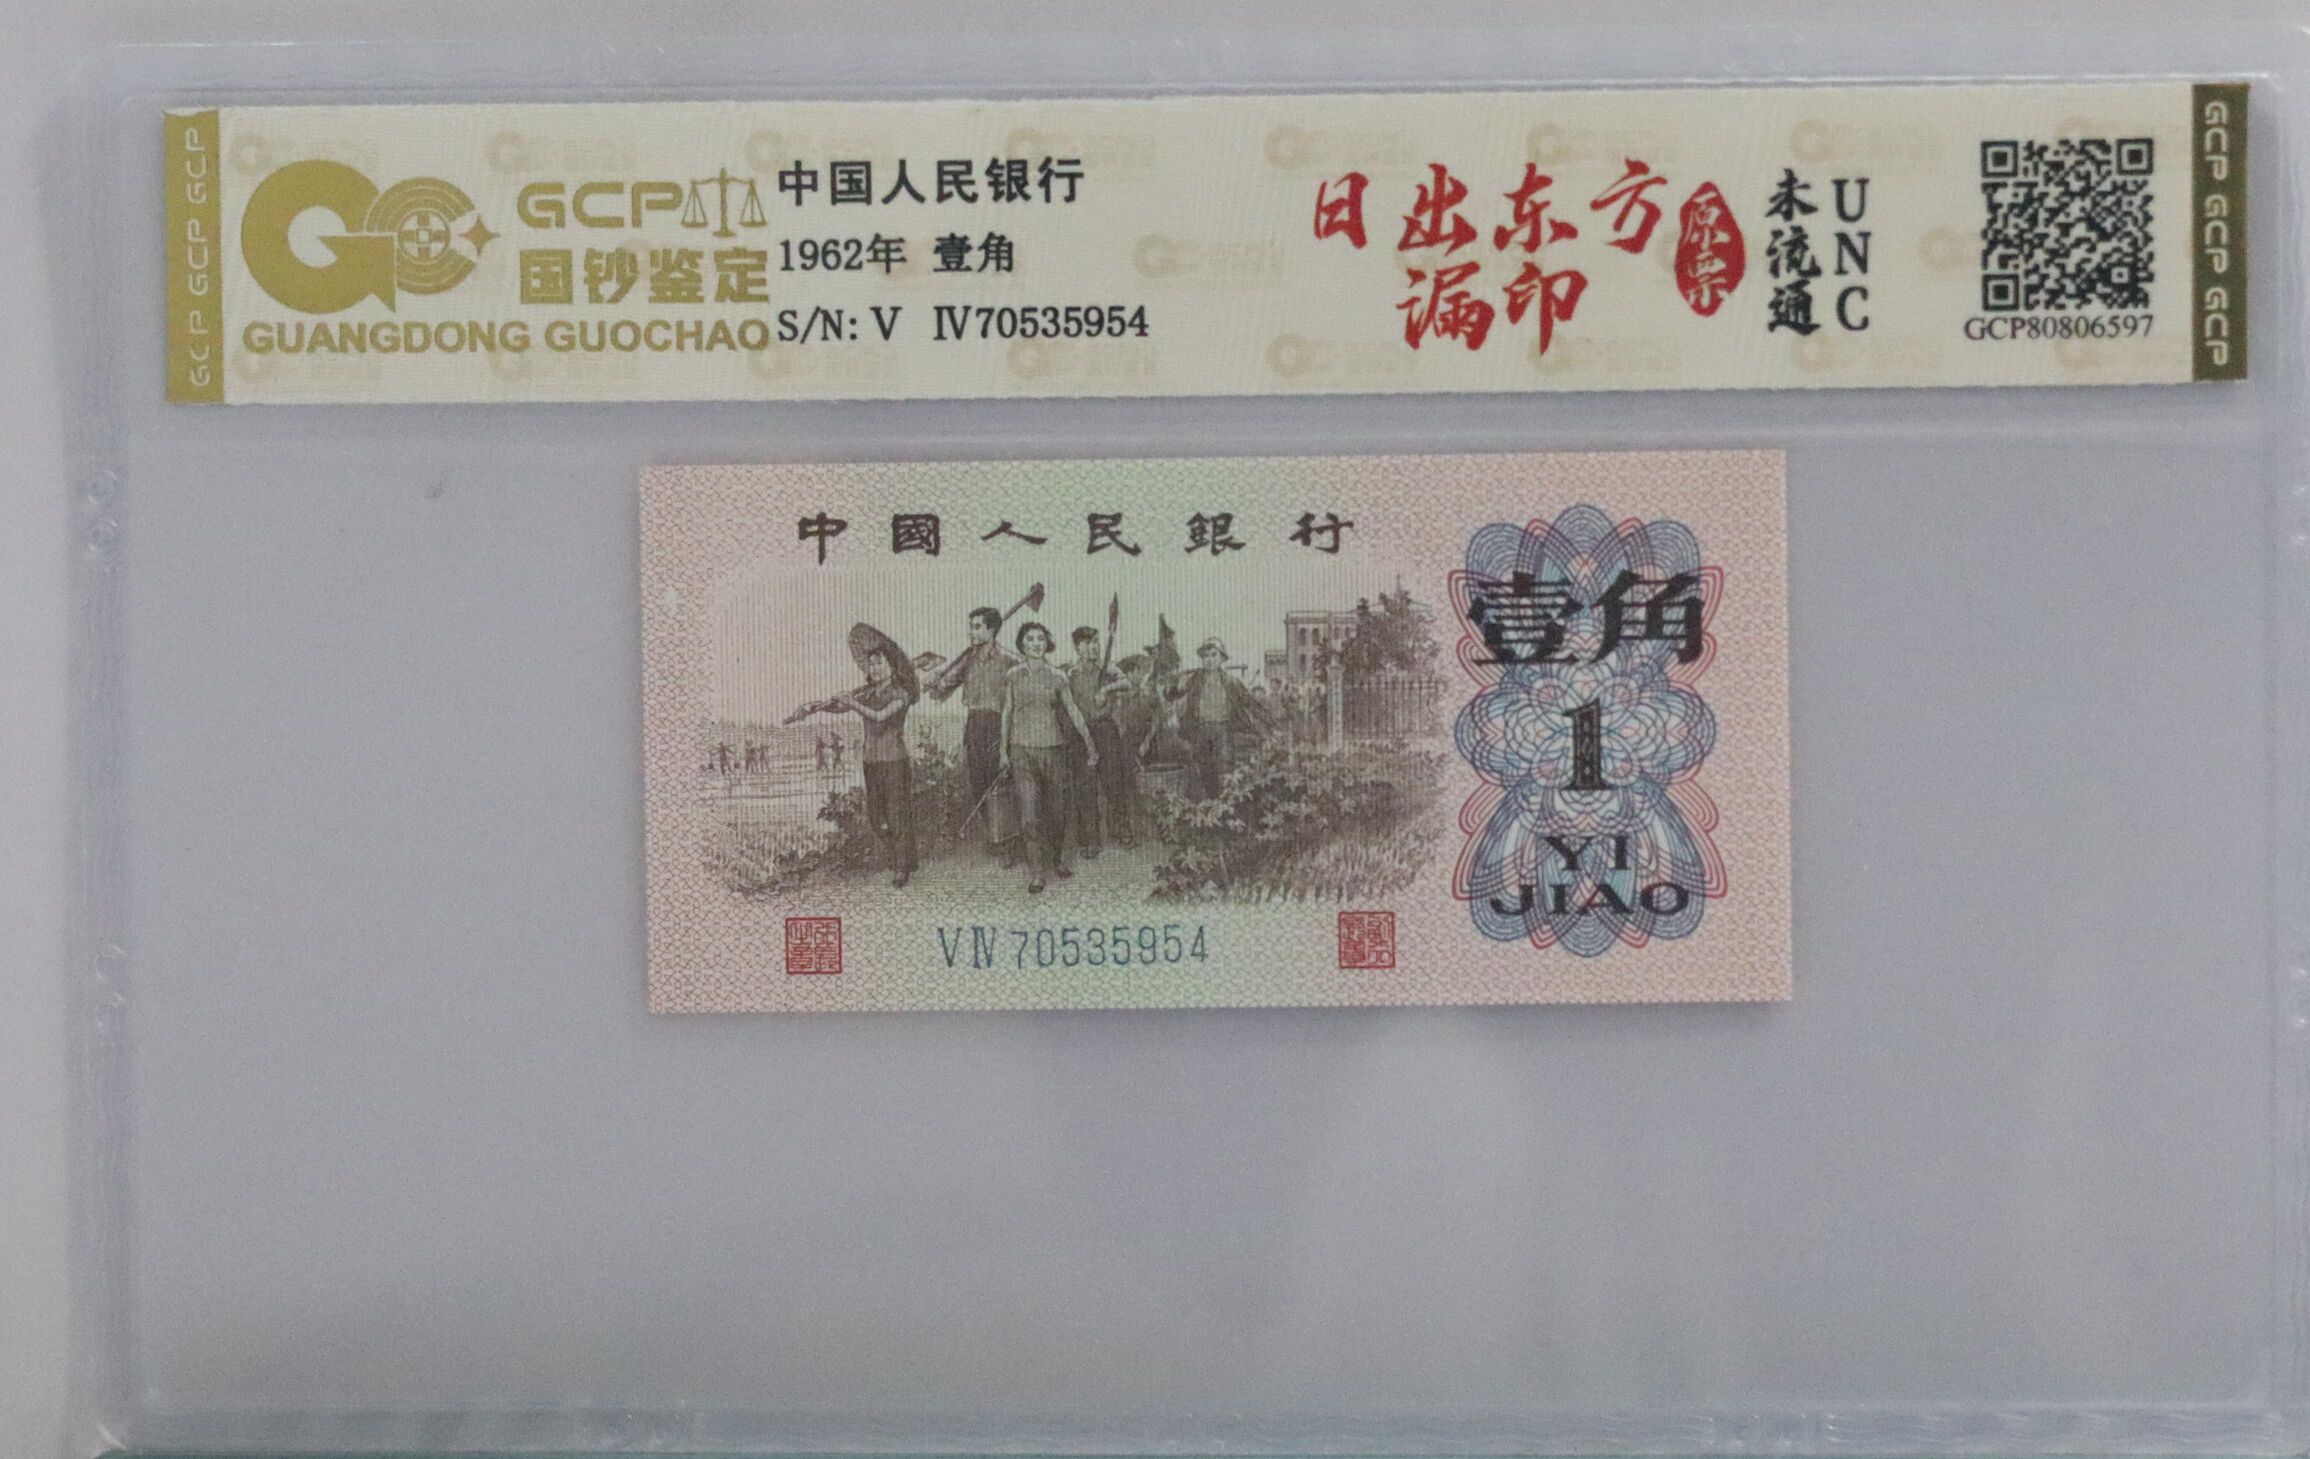 GCP GCP GCP
GCP
国钞鉴定
GUANGDONG GUOCHAO
中国人民银行
1962年 壹角
S/N: V Ⅳ70535954
日出东方
漏印
原票
未流通
UNC
GCP80806597
GCP GCP GCP
中國人民銀行
壹角
1
YI
JIAO
VⅣ70535954